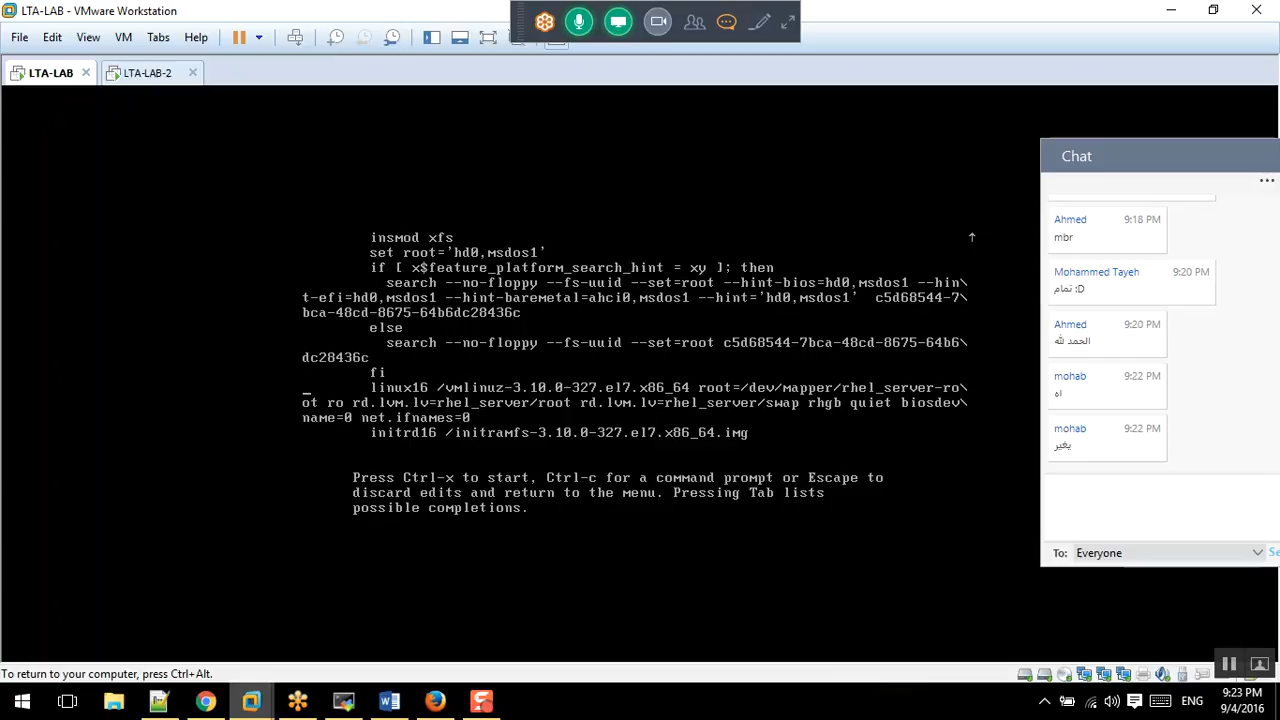 LTA-LAB - VMware Workstation
File Edit View VM Tabs Help
LTA-LAB LTA-LAB-2
insmod xfs
set root='hd0,msdos1'
if [ x$feature_platform_search_hint = xy ]; then
search --no-floppy --fs-uuid --set=root --hint-bios=hd0,msdos1 --hin\
t-efi=hd0,msdos1 --hint-baremetal=ahci0,msdos1 --hint='hd0,msdos1'  c5d68544-7\
bca-48cd-8675-64b6dc28436c
else
search --no-floppy --fs-uuid --set=root c5d68544-7bca-48cd-8675-64b6\
dc28436c
fi
linux16 /vmlinuz-3.10.0-327.el7.x86_64 root=/dev/mapper/rhel_server-ro\
ot ro rd.lvm.lv=rhel_server/root rd.lvm.lv=rhel_server/swap rhgb quiet biosdev\
name=0 net.ifnames=0
initrd16 /initramfs-3.10.0-327.el7.x86_64.img
Press Ctrl-x to start, Ctrl-c for a command prompt or Escape to
discard edits and return to the menu. Pressing Tab lists
possible completions.
Chat
Ahmed 9:18 PM
mbr
Mohammed Tayeh 9:20 PM
تمام :D
Ahmed 9:20 PM
الحمد لله
mohab 9:22 PM
اه
mohab 9:22 PM
بغير
To: Everyone Se
To return to your computer, press Ctrl+Alt.
ENG
9:23 PM
9/4/2016